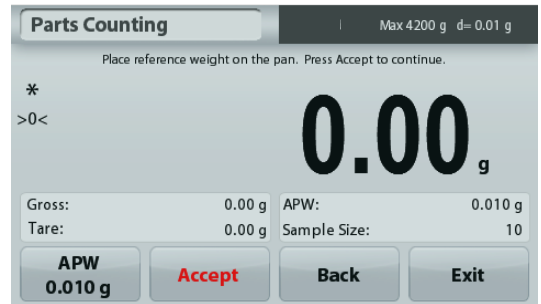 Parts Counting
Max 4200 g d= 0.01 g
Place reference weight on the pan. Press Accept to continue.
*
>0<
0.00 g
Gross: 0.00 g APW: 0.010 g
Tare: 0.00 g Sample Size: 10
APW
0.010 g
Accept
Back
Exit